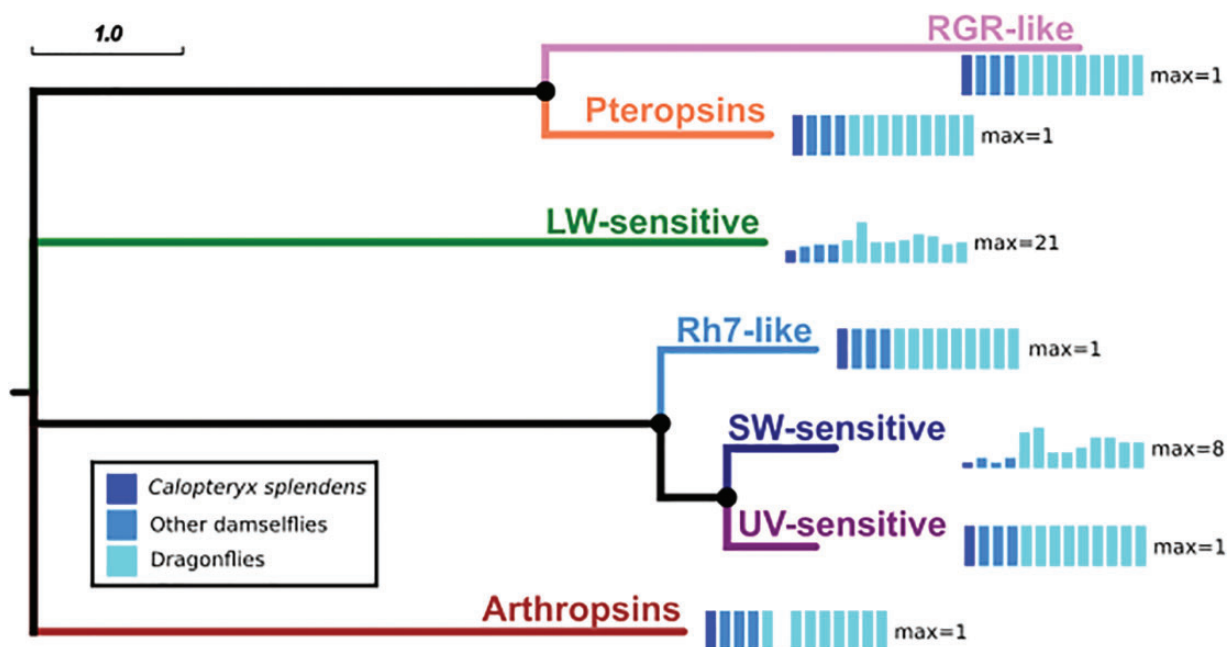 1.0
RGR-like
max=1
Pteropsins
max=1
LW-sensitive
max=21
Rh7-like
max=1
SW-sensitive
max=8
UV-sensitive
max=1
Calopteryx splendens
Other damselflies
Dragonflies
Arthropsins
max=1